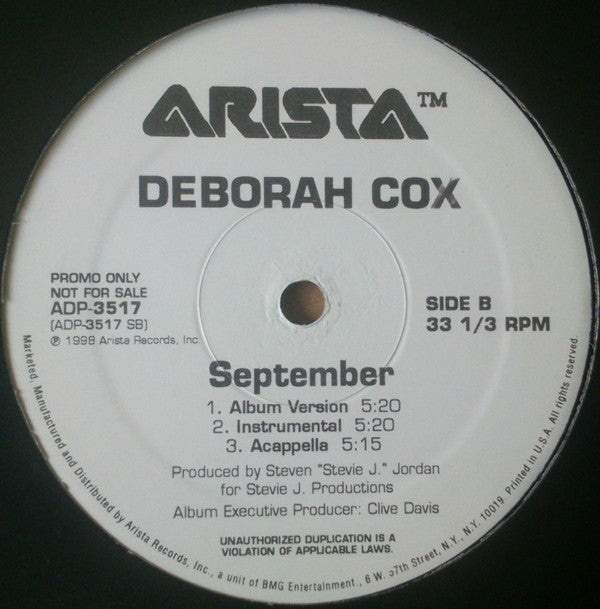 ARISTA™
DEBORAH COX
PROMO ONLY
NOT FOR SALE
ADP-3517
(ADP-3517 SB)
℗ 1998 Arista Records, Inc.
SIDE B
33 1/3 RPM
September
1. Album Version 5:20
2. Instrumental 5:20
3. Acappella 5:15
Produced by Steven "Stevie J." Jordan
for Stevie J. Productions
Album Executive Producer: Clive Davis
UNAUTHORIZED DUPLICATION IS A
VIOLATION OF APPLICABLE LAWS.
Marketed, Manufactured and Distributed by Arista Records, Inc., a unit of BMG Entertainment., 6 W. 57th Street, N.Y., N.Y. 10019. Printed in U.S.A. All rights reserved.